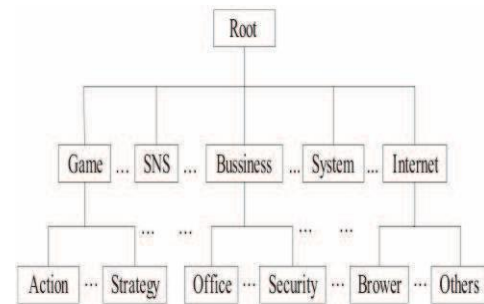 Root
Game ... SNS ... Bussiness ... System ... Internet
... ... ... ...
Action ... Strategy Office ... Security ... Brower ... Others